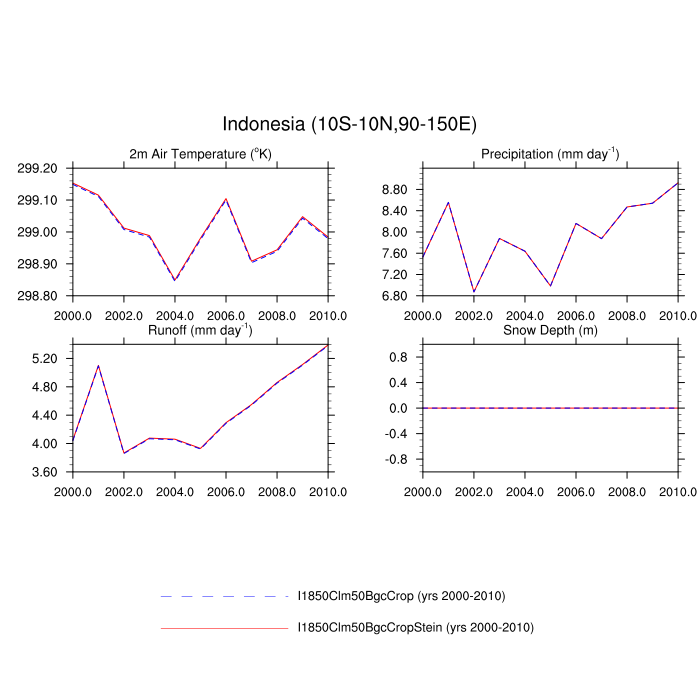 Indonesia (10S-10N,90-150E)
2m Air Temperature (°K)
299.20
299.10
299.00
298.90
298.80
2000.0 2002.0 2004.0 2006.0 2008.0 2010.0
Precipitation (mm day⁻¹)
8.80
8.40
8.00
7.60
7.20
6.80
2000.0 2002.0 2004.0 2006.0 2008.0 2010.0
Runoff (mm day⁻¹)
5.20
4.80
4.40
4.00
3.60
2000.0 2002.0 2004.0 2006.0 2008.0 2010.0
Snow Depth (m)
0.8
0.4
0.0
-0.4
-0.8
2000.0 2002.0 2004.0 2006.0 2008.0 2010.0
I1850Clm50BgcCrop (yrs 2000-2010)
I1850Clm50BgcCropStein (yrs 2000-2010)